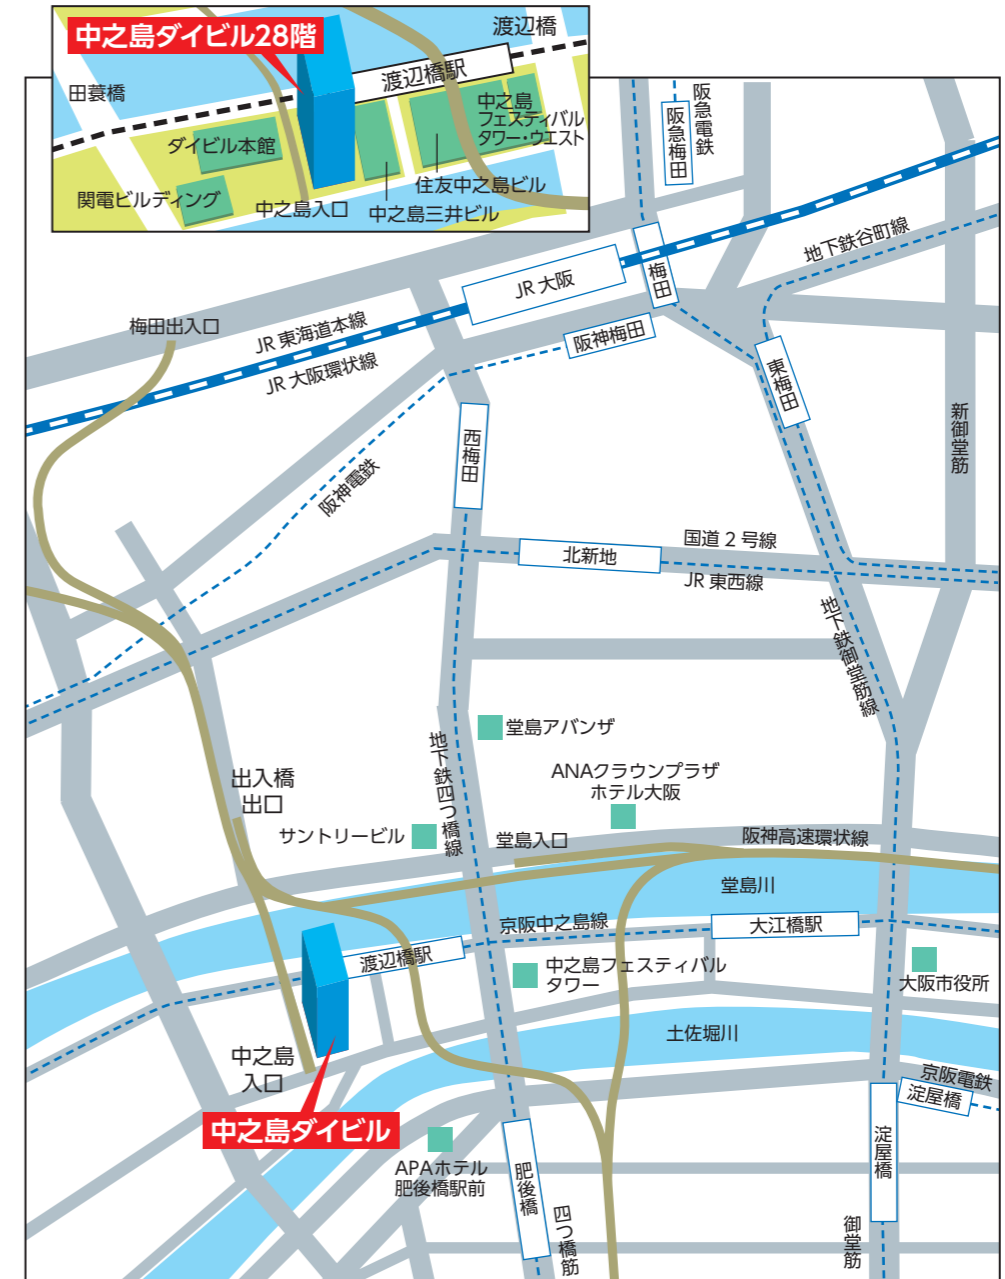 中之島ダイビル28階
渡辺橋
田蓑橋
渡辺橋駅
中之島
フェスティバル
タワー・ウエスト
ダイビル本館
住友中之島ビル
関電ビルディング
中之島入口
中之島三井ビル
阪急電鉄
阪急梅田
地下鉄谷町線
梅田
JR 大阪
梅田出入口
JR 東海道本線
阪神梅田
JR 大阪環状線
東梅田
新御堂筋
西梅田
阪神電鉄
国道 2 号線
北新地
JR 東西線
地下鉄御堂筋線
堂島アバンザ
地下鉄四つ橋線
出入橋
出口
ANAクラウンプラザ
ホテル大阪
サントリービル
堂島入口
阪神高速環状線
堂島川
京阪中之島線
大江橋駅
渡辺橋駅
中之島フェスティバル
タワー
大阪市役所
土佐堀川
中之島
入口
京阪電鉄
淀屋橋
中之島ダイビル
淀屋橋
APAホテル
肥後橋駅前
肥後橋
四つ橋筋
御堂筋